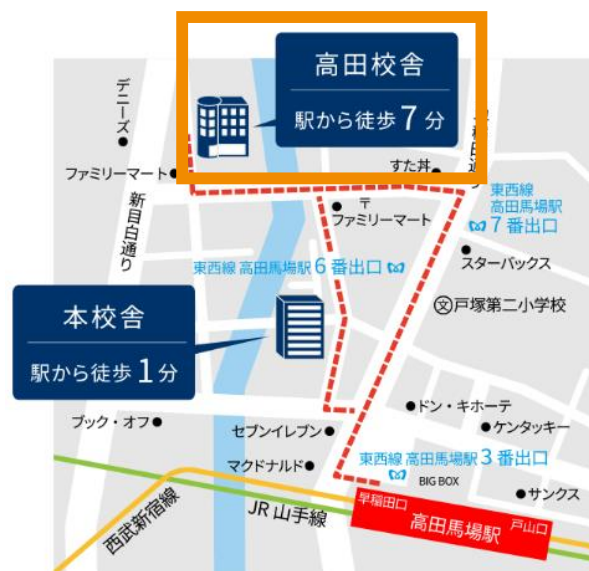 高田校舎
駅から徒歩7分
デニーズ
ファミリーマート
新目白通り
すた丼
早稲田通り
東西線
高田馬場駅
7番出口
〒
ファミリーマート
東西線 高田馬場駅 6番出口
スターバックス
文 戸塚第二小学校
本校舎
駅から徒歩1分
ブック・オフ
セブンイレブン
マクドナルド
ドン・キホーテ
ケンタッキー
東西線 高田馬場駅 3番出口
BIG BOX
サンクス
西武新宿線
JR 山手線
早稲田口
高田馬場駅
戸山口